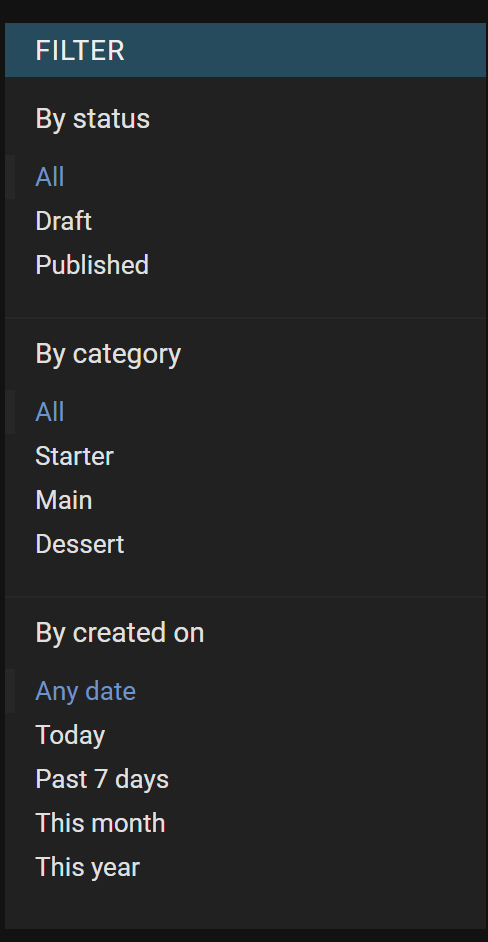 FILTER
By status
All
Draft
Published
By category
All
Starter
Main
Dessert
By created on
Any date
Today
Past 7 days
This month
This year